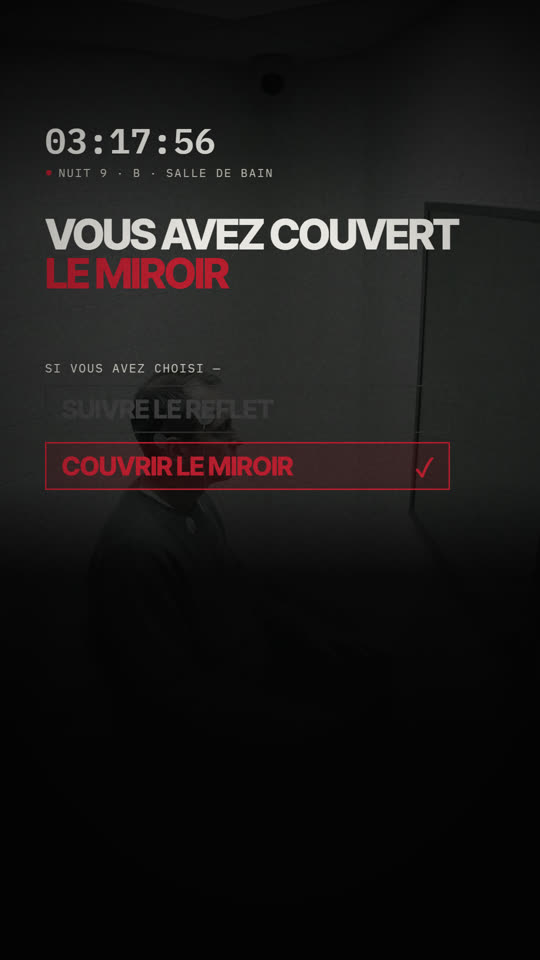 03:17:56
NUIT 9 · B · SALLE DE BAIN
VOUS AVEZ COUVERT
LE MIROIR
SI VOUS AVEZ CHOISI —
SUIVRE LE REFLET
COUVRIR LE MIROIR ✓